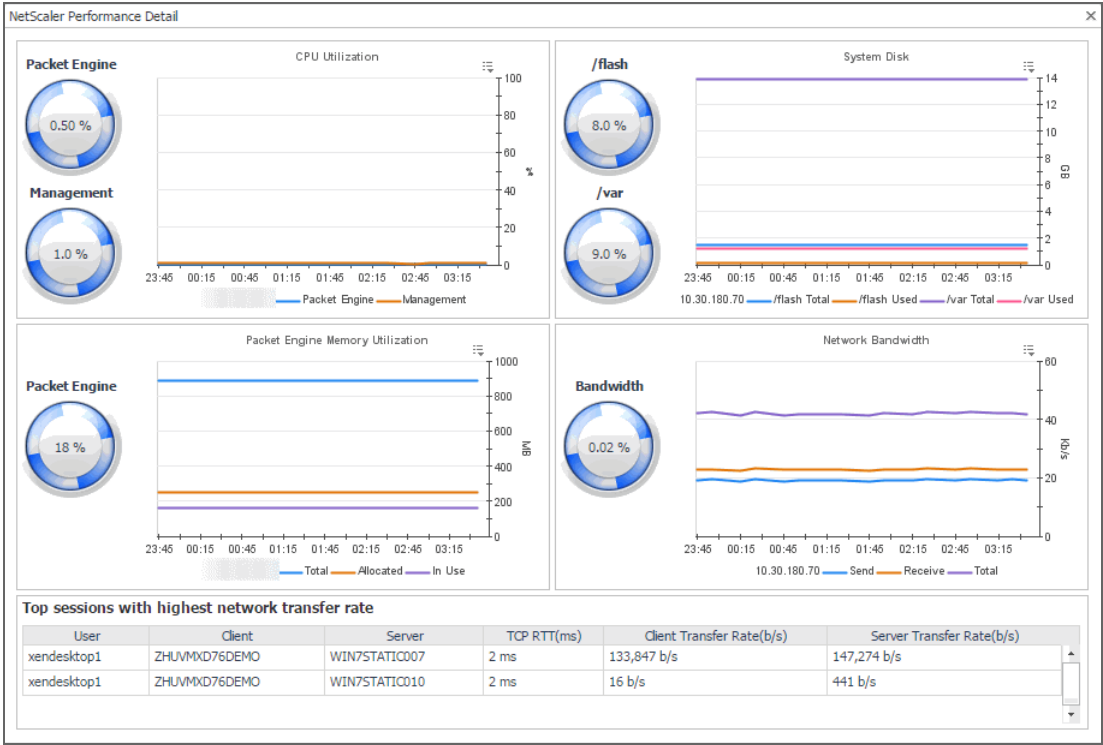 NetScaler Performance Detail
Packet Engine
0.50 %
Management
1.0 %
CPU Utilization
100
80
60
40
20
0
%
23:45 00:15 00:45 01:15 01:45 02:15 02:45 03:15
Packet Engine Management
/flash
8.0 %
/var
9.0 %
System Disk
14
12
10
8
6
4
2
0
GB
23:45 00:15 00:45 01:15 01:45 02:15 02:45 03:15
10.30.180.70 /flash Total /flash Used /var Total /var Used
Packet Engine
18 %
Packet Engine Memory Utilization
1000
800
600
400
200
0
MB
23:45 00:15 00:45 01:15 01:45 02:15 02:45 03:15
Total Allocated In Use
Bandwidth
0.02 %
Network Bandwidth
60
40
20
0
Kb/s
23:45 00:15 00:45 01:15 01:45 02:15 02:45 03:15
10.30.180.70 Send Receive Total
Top sessions with highest network transfer rate
User Client Server TCP RTT(ms) Client Transfer Rate(b/s) Server Transfer Rate(b/s)
xendesktop1 ZHUVMXD76DEMO WIN7STATIC007 2 ms 133,847 b/s 147,274 b/s
xendesktop1 ZHUVMXD76DEMO WIN7STATIC010 2 ms 16 b/s 441 b/s